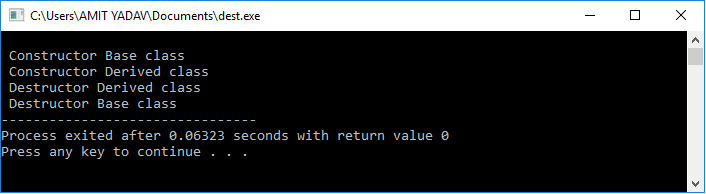 C:\Users\AMIT YADAV\Documents\dest.exe
Constructor Base class
Constructor Derived class
Destructor Derived class
Destructor Base class
--------------------------------
Process exited after 0.06323 seconds with return value 0
Press any key to continue . . .